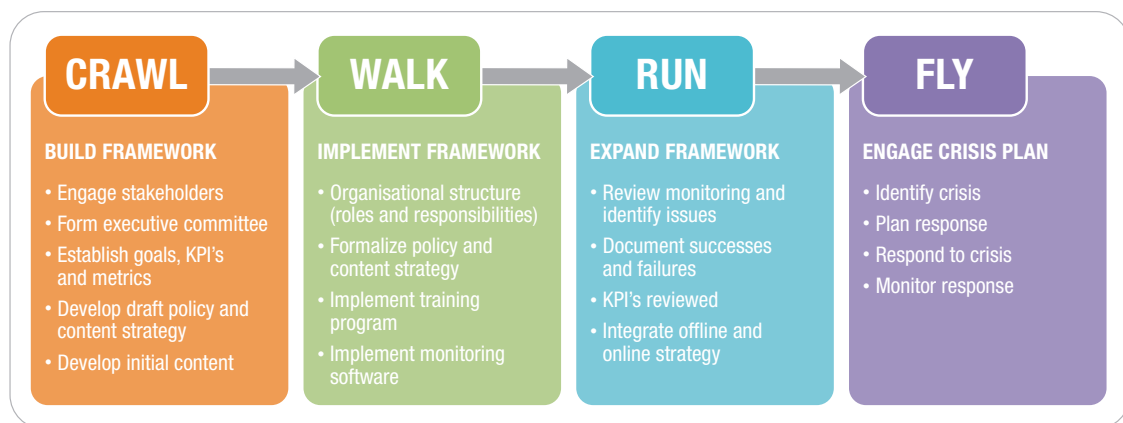 CRAWL
WALK
RUN
FLY
BUILD FRAMEWORK
• Engage stakeholders
• Form executive committee
• Establish goals, KPI's
and metrics
• Develop draft policy and
content strategy
• Develop initial content
IMPLEMENT FRAMEWORK
• Organisational structure
(roles and responsibilities)
• Formalize policy and
content strategy
• Implement training
program
• Implement monitoring
software
EXPAND FRAMEWORK
• Review monitoring and
identify issues
• Document successes
and failures
• KPI's reviewed
• Integrate offline and
online strategy
ENGAGE CRISIS PLAN
• Identify crisis
• Plan response
• Respond to crisis
• Monitor response